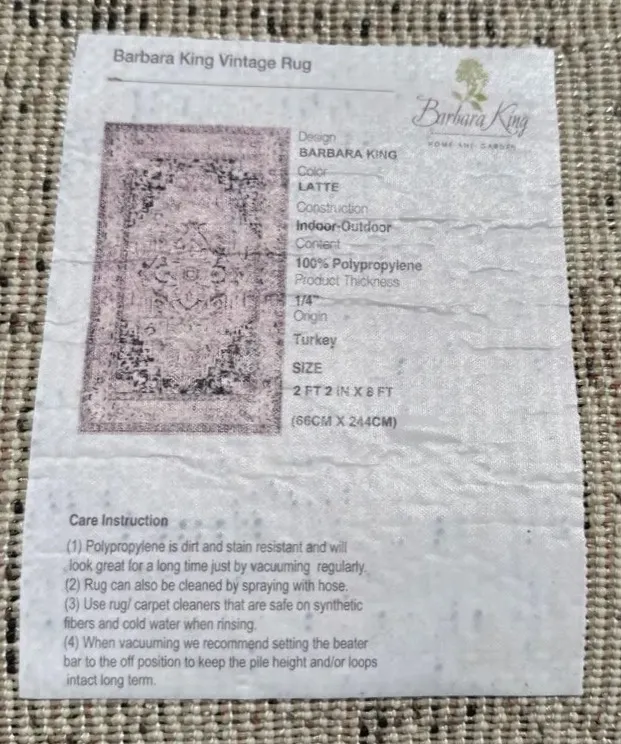 Barbara King Vintage Rug
Barbara King
HOME AND GARDEN
Design
BARBARA KING
Color
LATTE
Construction
Indoor-Outdoor
Content
100% Polypropylene
Product Thickness
1/4"
Origin
Turkey
SIZE
2 FT 2 IN X 8 FT
(66CM X 244CM)
Care Instruction
(1) Polypropylene is dirt and stain resistant and will
look great for a long time just by vacuuming regularly.
(2) Rug can also be cleaned by spraying with hose.
(3) Use rug/ carpet cleaners that are safe on synthetic
fibers and cold water when rinsing.
(4) When vacuuming we recommend setting the beater
bar to the off position to keep the pile height and/or loops
intact long term.